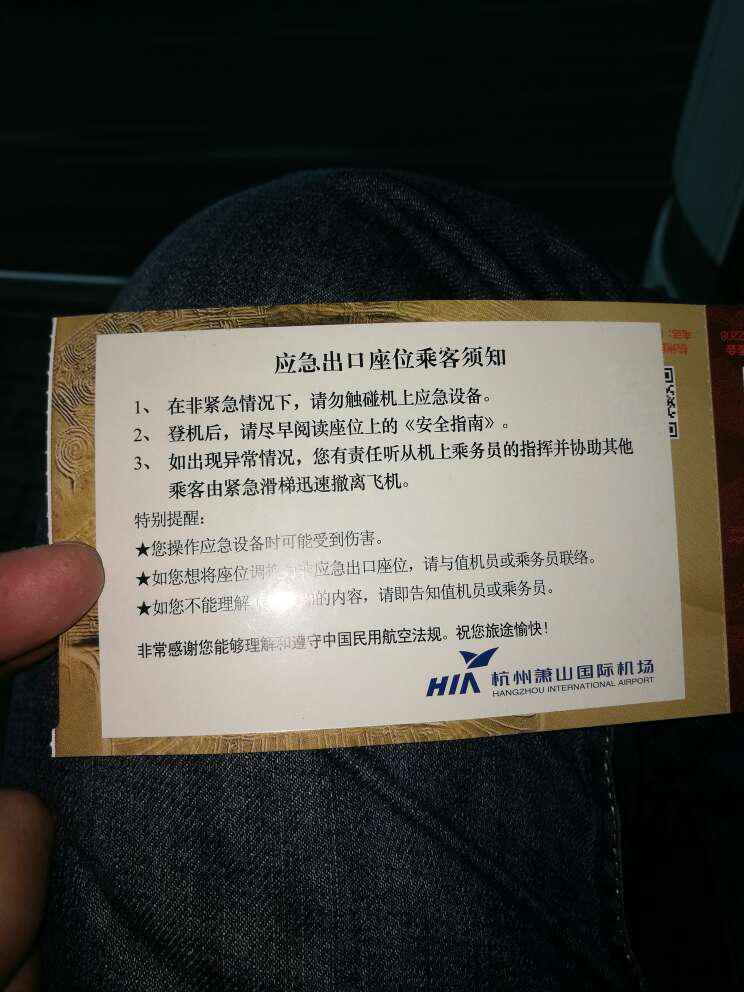 应急出口座位乘客须知
1、 在非紧急情况下，请勿触碰机上应急设备。
2、 登机后，请尽早阅读座位上的《安全指南》。
3、 如出现异常情况，您有责任听从机上乘务员的指挥并协助其他
乘客由紧急滑梯迅速撤离飞机。
特别提醒：
★您操作应急设备时可能受到伤害。
★如您想将座位调换 应急出口座位，请与值机员或乘务员联络。
★如您不能理解 的内容，请即告知值机员或乘务员。
非常感谢您能够理解和遵守中国民用航空法规。祝您旅途愉快！
HIA 杭州萧山国际机场
HANGZHOU INTERNATIONAL AIRPORT